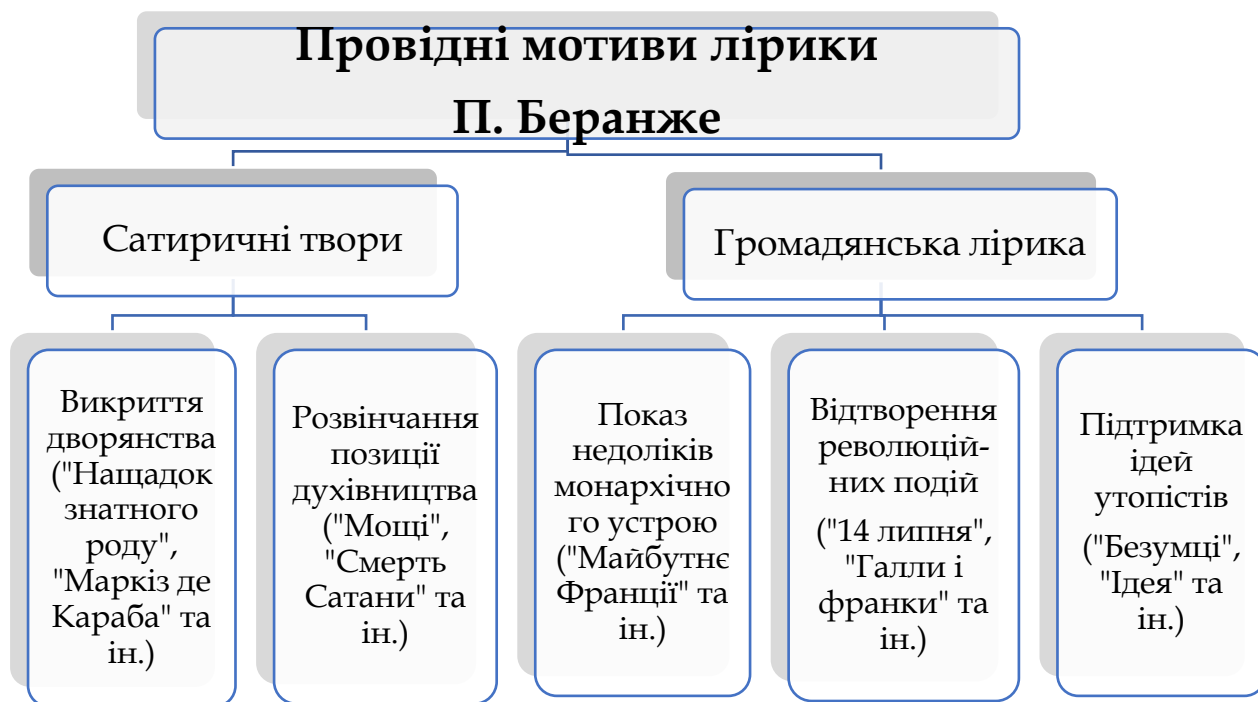 Провідні мотиви лірики
П. Беранже
Сатиричні твори
Громадянська лірика
Викриття
дворянства
("Нащадок
знатного
роду",
"Маркіз де
Караба" та
ін.)
Розвінчання
позиції
духівництва
("Мощі",
"Смерть
Сатани" та
ін.)
Показ
недоліків
монархічно
го устрою
("Майбутнє
Франції" та
ін.)
Відтворення
революцій-
них подій
("14 липня",
"Галли і
франки" та
ін.)
Підтримка
ідей
утопістів
("Безумці",
"Ідея" та
ін.)